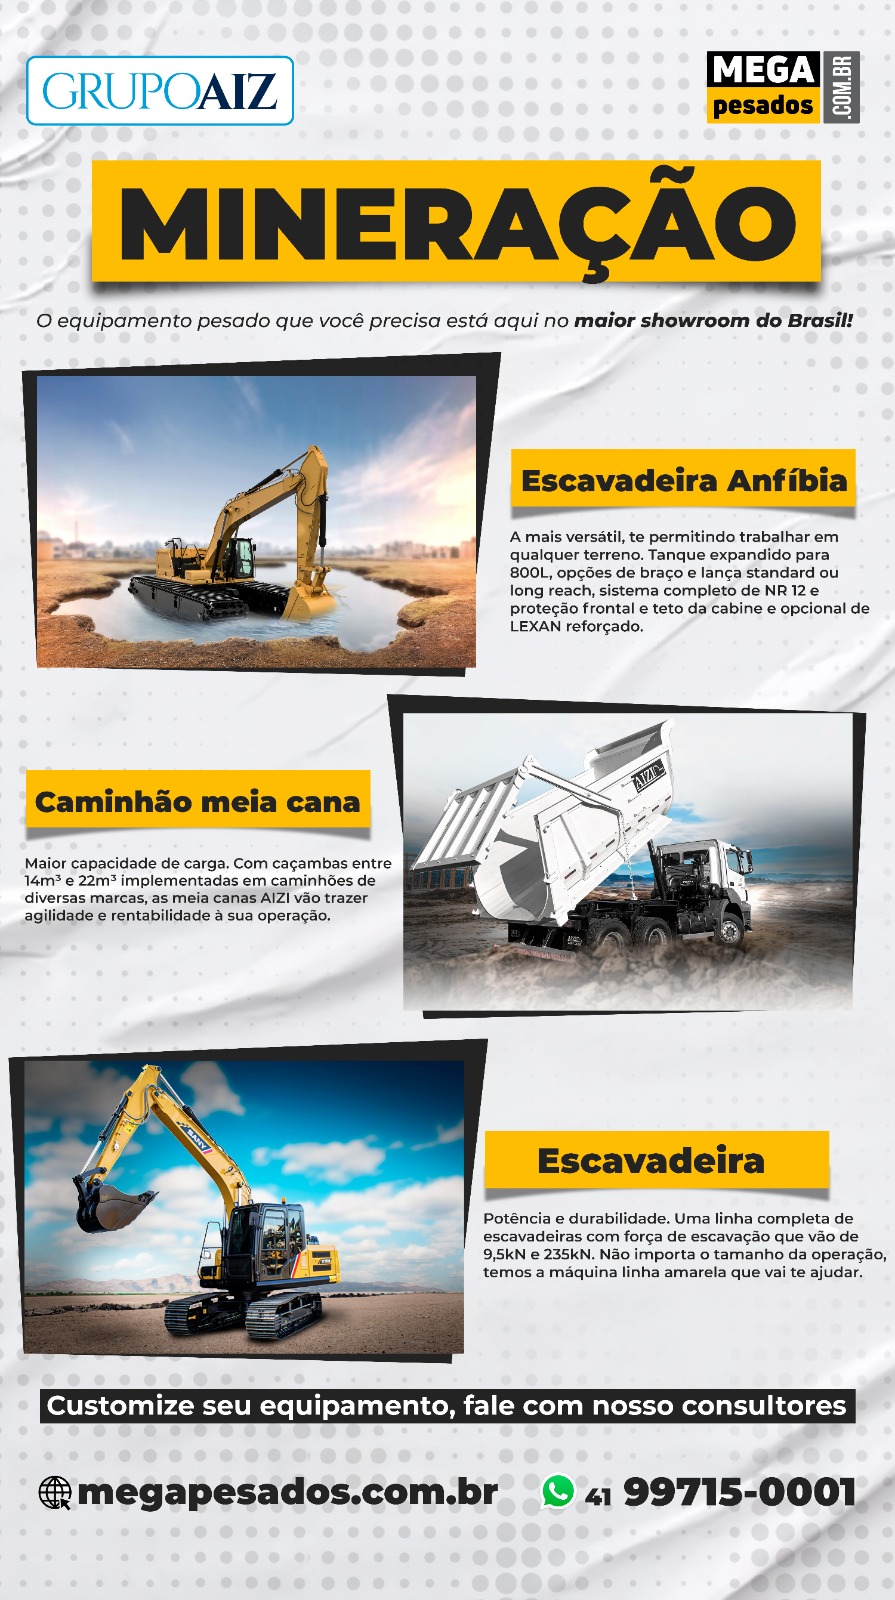 GRUPOAIZ
MEGA
pesados
.COM.BR
MINERAÇÃO
O equipamento pesado que você precisa está aqui no maior showroom do Brasil!
Escavadeira Anfíbia
A mais versátil, te permitindo trabalhar em
qualquer terreno. Tanque expandido para
800L, opções de braço e lança standard ou
long reach, sistema completo de NR 12 e
proteção frontal e teto da cabine e opcional de
LEXAN reforçado.
AIZI
Caminhão meia cana
Maior capacidade de carga. Com caçambas entre
14m³ e 22m³ implementadas em caminhões de
diversas marcas, as meia canas AIZI vão trazer
agilidade e rentabilidade à sua operação.
SANY
Escavadeira
Potência e durabilidade. Uma linha completa de
escavadeiras com força de escavação que vão de
9,5kN e 235kN. Não importa o tamanho da operação,
temos a máquina linha amarela que vai te ajudar.
Customize seu equipamento, fale com nosso consultores
megapesados.com.br
41 99715-0001